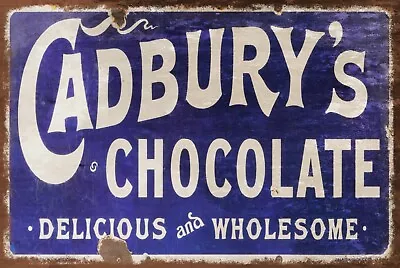 CADBURY'S
CHOCOLATE
· DELICIOUS and WHOLESOME ·